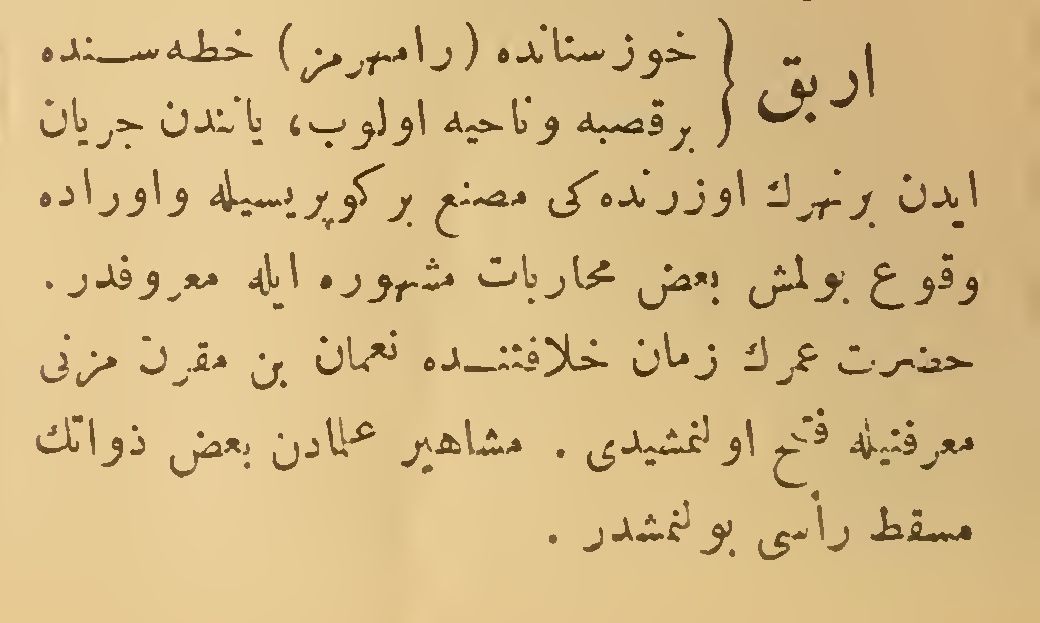 اربق { خوزستانده (رامهرمز) خطه‌سنده
برقصبه وناحیه اولوب، یانندن جریان
ایدن برنهرك اوزرنده‌کی مصنع بر کوپریسیله واوراده
وقوع بولمش بعض محاربات مشهوره ایله معروفدر.
حضرت عمرك زمان خلافتنده نعمان بن مقرن مزنی
معرفتیله فتح اولنمشیدی. مشاهیر علمادن بعض ذواتك
مسقط رأسی بولنمشدر.